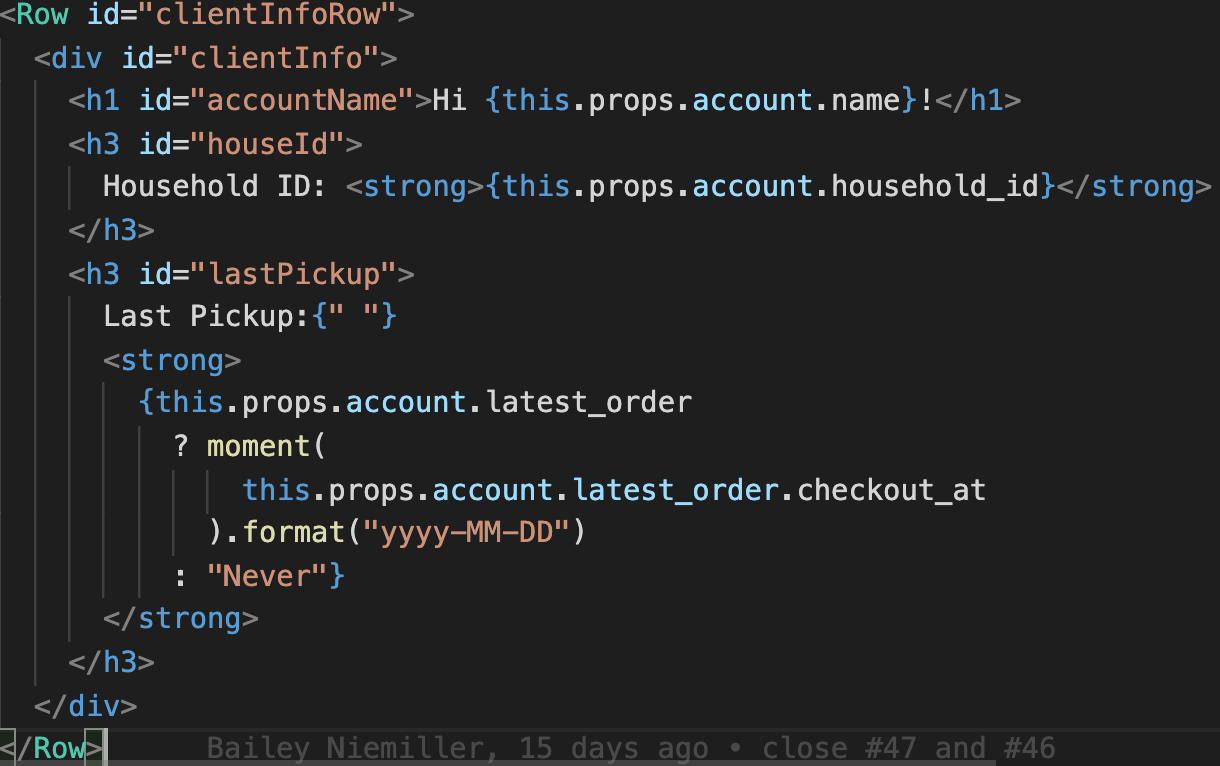 <Row id="clientInfoRow">
<div id="clientInfo">
<h1 id="accountName">Hi {this.props.account.name}!</h1>
<h3 id="houseId">
Household ID: <strong>{this.props.account.household_id}</strong>
</h3>
<h3 id="lastPickup">
Last Pickup:{" "}
<strong>
{this.props.account.latest_order
? moment(
this.props.account.latest_order.checkout_at
).format("yyyy-MM-DD")
: "Never"}
</strong>
</h3>
</div>
</Row> Bailey Niemiller, 15 days ago • close #47 and #46